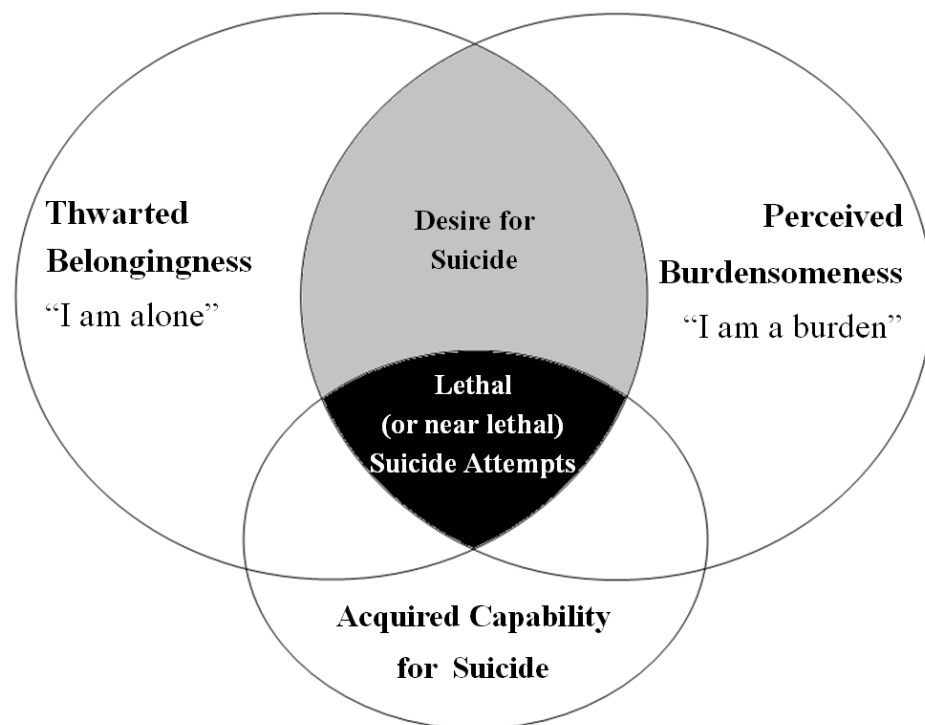 Thwarted
Belongingness
“I am alone”
Desire for
Suicide
Perceived
Burdensomeness
“I am a burden”
Lethal
(or near lethal)
Suicide Attempts
Acquired Capability
for Suicide